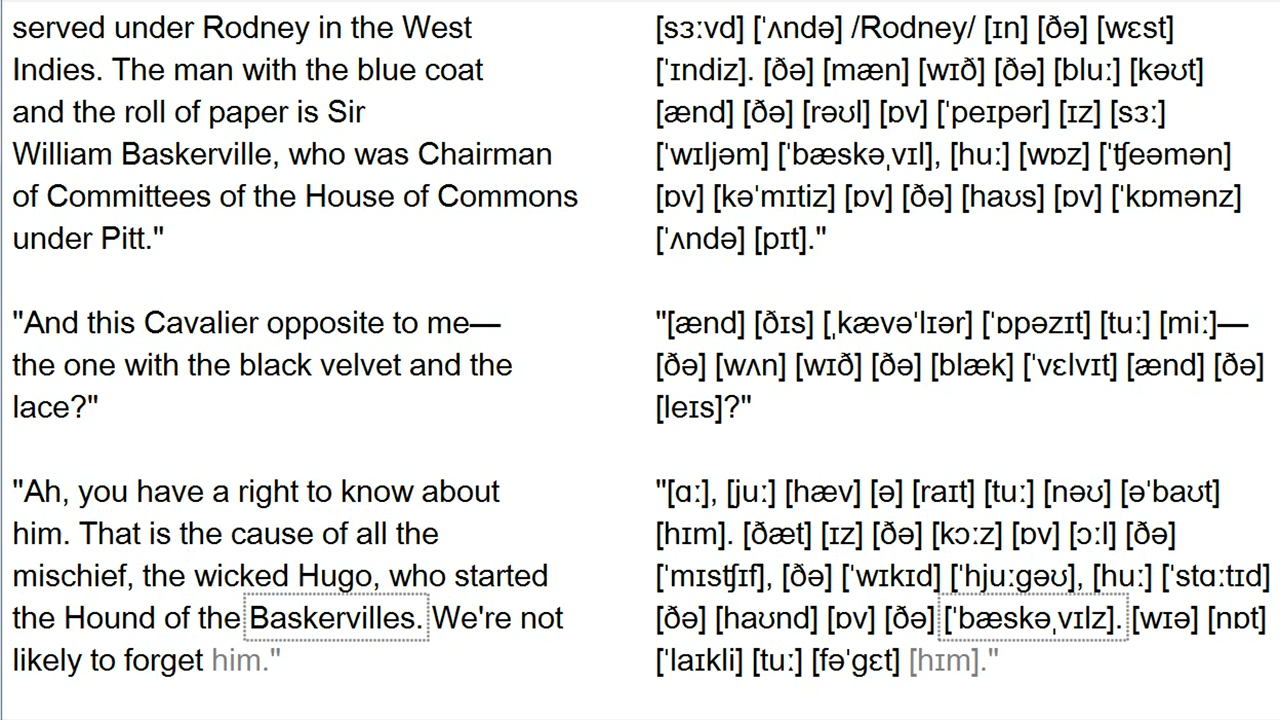 served under Rodney in the West
Indies. The man with the blue coat
and the roll of paper is Sir
William Baskerville, who was Chairman
of Committees of the House of Commons
under Pitt."
"And this Cavalier opposite to me—
the one with the black velvet and the
lace?"
"Ah, you have a right to know about
him. That is the cause of all the
mischief, the wicked Hugo, who started
the Hound of the Baskervilles. We're not
likely to forget him."
[sɜːvd] [ˈʌndə] /Rodney/ [ɪn] [ðə] [wɛst]
[ˈɪndiz]. [ðə] [mæn] [wɪð] [ðə] [bluː] [kəʊt]
[ænd] [ðə] [rəʊl] [ɒv] [ˈpeɪpər] [ɪz] [sɜː]
[ˈwɪljəm] [ˈbæskəˌvɪl], [huː] [wɒz] [ˈʧeəmən]
[ɒv] [kəˈmɪtiz] [ɒv] [ðə] [haʊs] [ɒv] [ˈkɒmənz]
[ˈʌndə] [pɪt]."
"[ænd] [ðɪs] [ˌkævəˈlɪər] [ˈɒpəzɪt] [tuː] [miː]—
[ðə] [wʌn] [wɪð] [ðə] [blæk] [ˈvɛlvɪt] [ænd] [ðə]
[leɪs]?"
"[ɑː], [juː] [hæv] [ə] [raɪt] [tuː] [nəʊ] [əˈbaʊt]
[hɪm]. [ðæt] [ɪz] [ðə] [kɔːz] [ɒv] [ɔːl] [ðə]
[ˈmɪsʧɪf], [ðə] [ˈwɪkɪd] [ˈhjuːgəʊ], [huː] [ˈstɑːtɪd]
[ðə] [haʊnd] [ɒv] [ðə] [ˈbæskəˌvɪlz]. [wɪə] [nɒt]
[ˈlaɪkli] [tuː] [fəˈgɛt] [hɪm]."